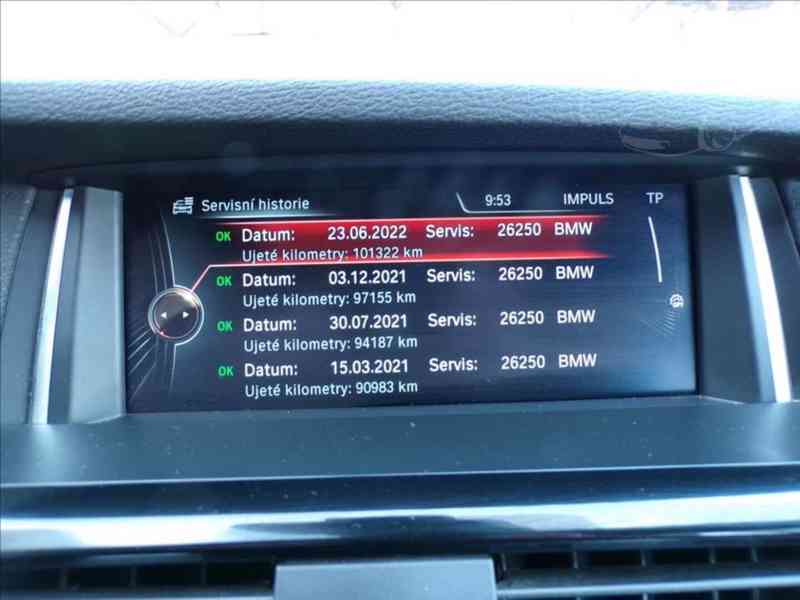 Servisní historie 9:53 IMPULS TP
OK Datum: 23.06.2022 Servis: 26250 BMW
Ujeté kilometry: 101322 km
OK Datum: 03.12.2021 Servis: 26250 BMW
Ujeté kilometry: 97155 km
OK Datum: 30.07.2021 Servis: 26250 BMW
Ujeté kilometry: 94187 km
OK Datum: 15.03.2021 Servis: 26250 BMW
Ujeté kilometry: 90983 km